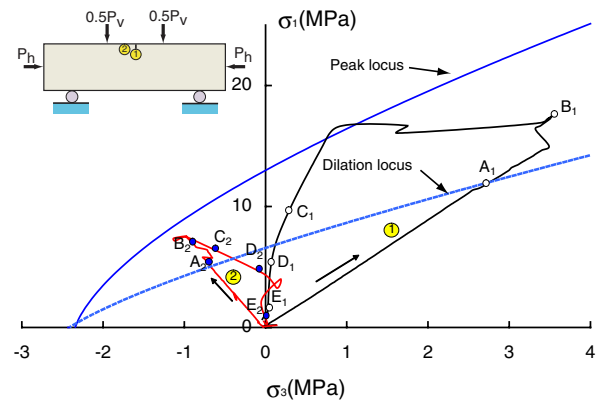 0.5Pv 0.5Pv
Ph 2 1 Ph
σ1(MPa)
20
10
0
Peak locus
Dilation locus
B1
A1
1
C1
D1
E1
B2
C2
A2
D2
2
E2
-3 -2 -1 0 1 2 3 4
σ3(MPa)